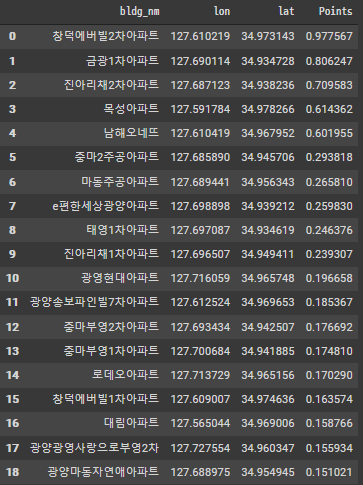 bldg_nm lon lat Points
0 창덕에버빌2차아파트 127.610219 34.973143 0.977567
1 금광1차아파트 127.690114 34.934728 0.806247
2 진아리채2차아파트 127.687123 34.938236 0.709583
3 목성아파트 127.591784 34.978266 0.614362
4 남해오네뜨 127.610419 34.967952 0.601955
5 중마2주공아파트 127.685890 34.945706 0.293818
6 마동주공아파트 127.689441 34.956343 0.265810
7 e편한세상광양아파트 127.698898 34.939212 0.259830
8 태영1차아파트 127.697087 34.934619 0.246376
9 진아리채1차아파트 127.696507 34.949411 0.239307
10 광영현대아파트 127.716059 34.965748 0.196658
11 광양송보파인빌7차아파트 127.612524 34.969653 0.185367
12 중마부영2차아파트 127.693434 34.942507 0.176692
13 중마부영1차아파트 127.700684 34.941885 0.174810
14 로데오아파트 127.713729 34.965156 0.170290
15 창덕에버빌1차아파트 127.609007 34.974636 0.163574
16 대림아파트 127.565044 34.969006 0.158766
17 광양광영사랑으로부영2차 127.727554 34.960347 0.155934
18 광양마동자연애아파트 127.688975 34.954945 0.151021